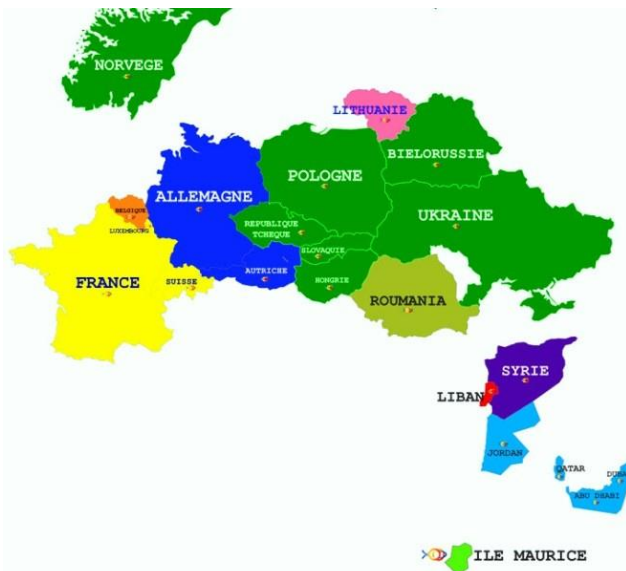 NORVEGE
LITHUANIE
BIELORUSSIE
POLOGNE
ALLEMAGNE
BELGIQUE
LUXEMBOURG
REPUBLIQUE
TCHEQUE
UKRAINE
SLOVAQUIE
AUTRICHE
SUISSE
FRANCE
HONGRIE
ROUMANIA
SYRIE
LIBAN
JORDAN
QATAR
ABU DHABI
ILE MAURICE